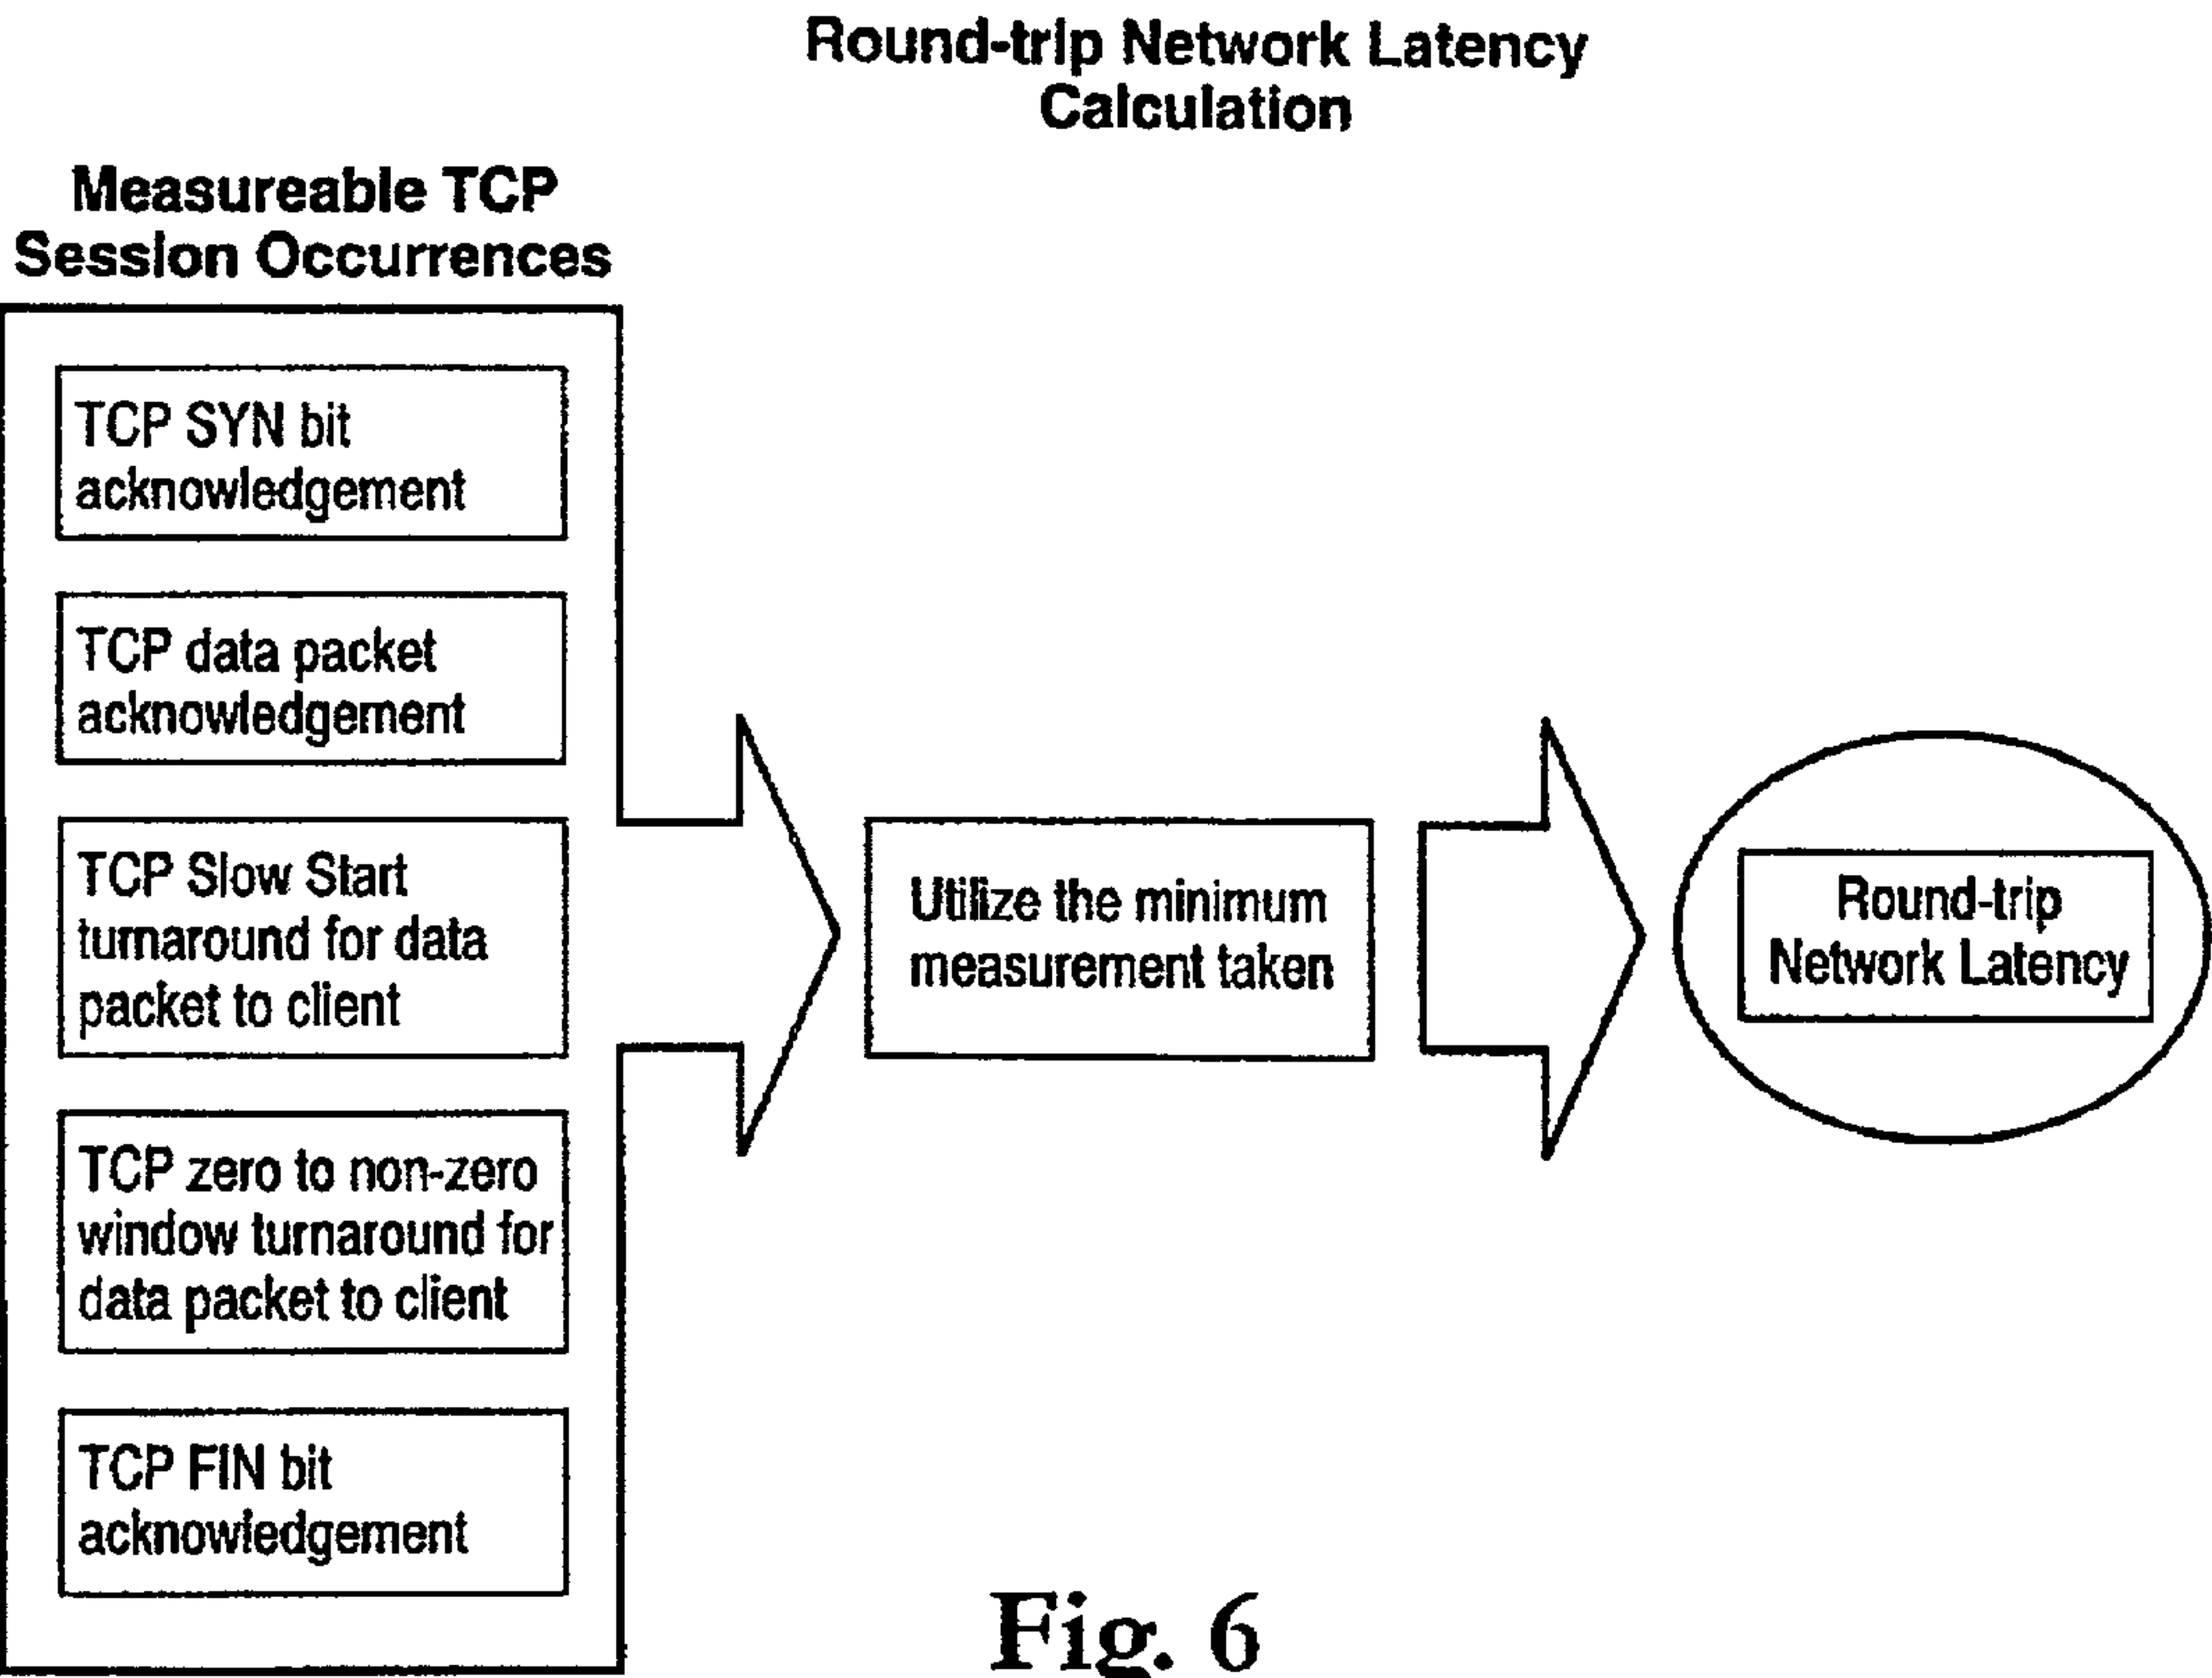 Round-trip Network Latency
Calculation
Measureable TCP
Session Occurrences
TCP SYN bit
acknowledgement
TCP data packet
acknowledgement
TCP Slow Start
turnaround for data
packet to client
TCP zero to non-zero
window turnaround for
data packet to client
TCP FIN bit
acknowledgement
Utilize the minimum
measurement taken
Round-trip
Network Latency
Fig. 6